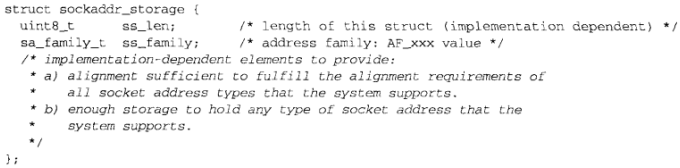 struct sockaddr_storage {
uint8_t ss_len; /* length of this struct (implementation dependent) */
sa_family_t ss_family; /* address family: AF_xxx value */
/* implementation-dependent elements to provide:
* a) alignment sufficient to fulfill the alignment requirements of
* all socket address types that the system supports.
* b) enough storage to hold any type of socket address that the
* system supports.
*/
};